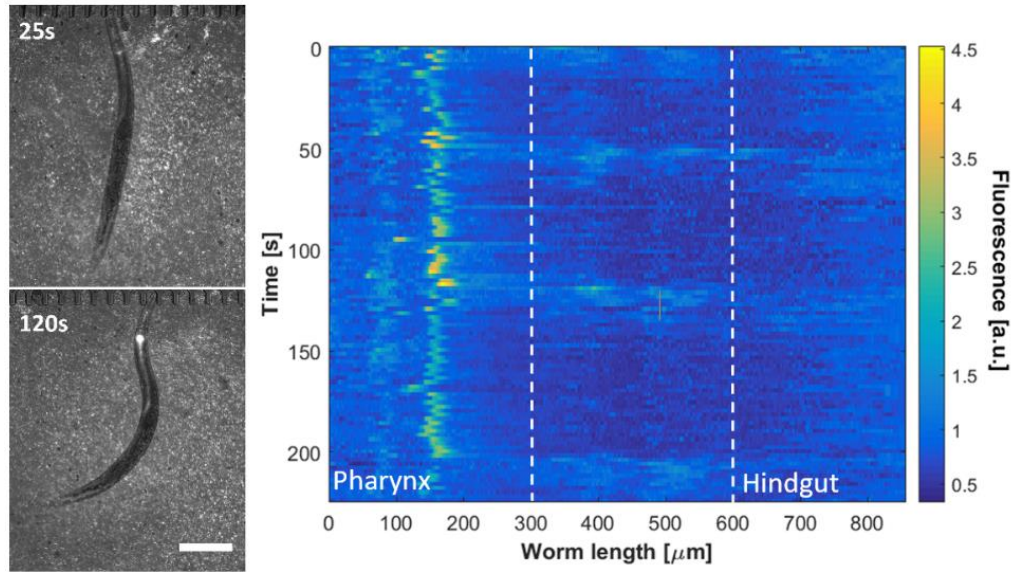 25s
120s
Time [s]
0
50
100
150
200
Pharynx
Hindgut
0 100 200 300 400 500 600 700 800
Worm length [μm]
4.5
4
3.5
3
2.5
2
1.5
1
0.5
Fluorescence [a.u.]